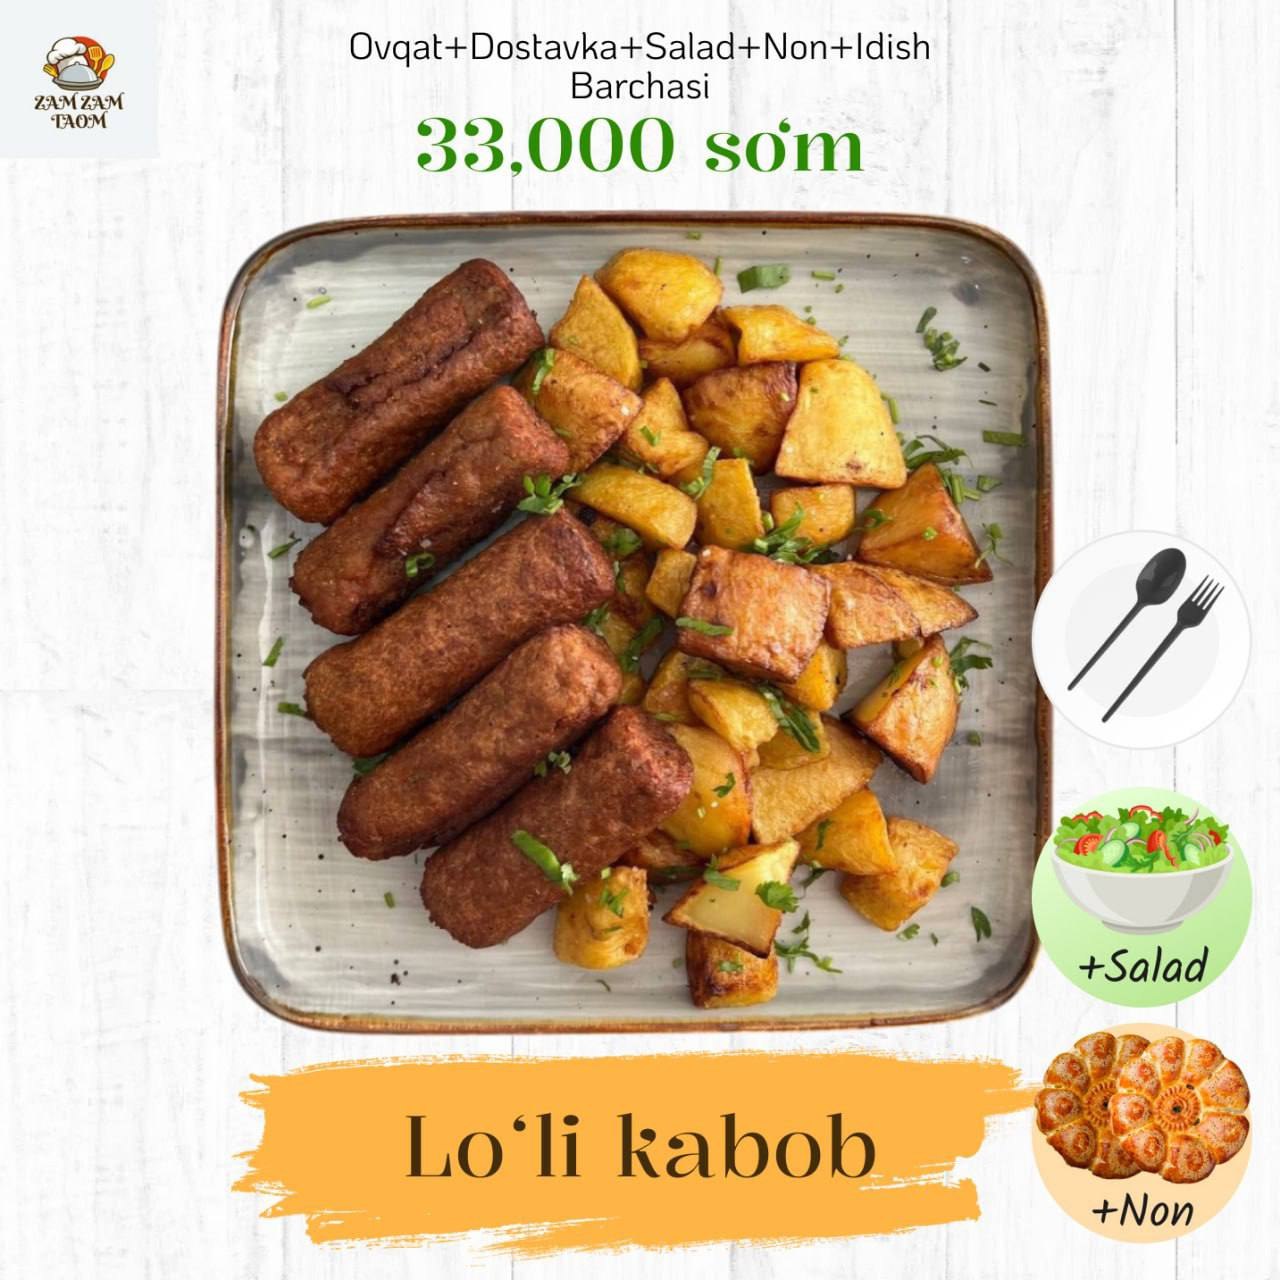 ZAM ZAM
TAOM
Ovqat+Dostavka+Salad+Non+Idish
Barchasi
33,000 so'm
+Salad
Lo‘li kabob
+Non